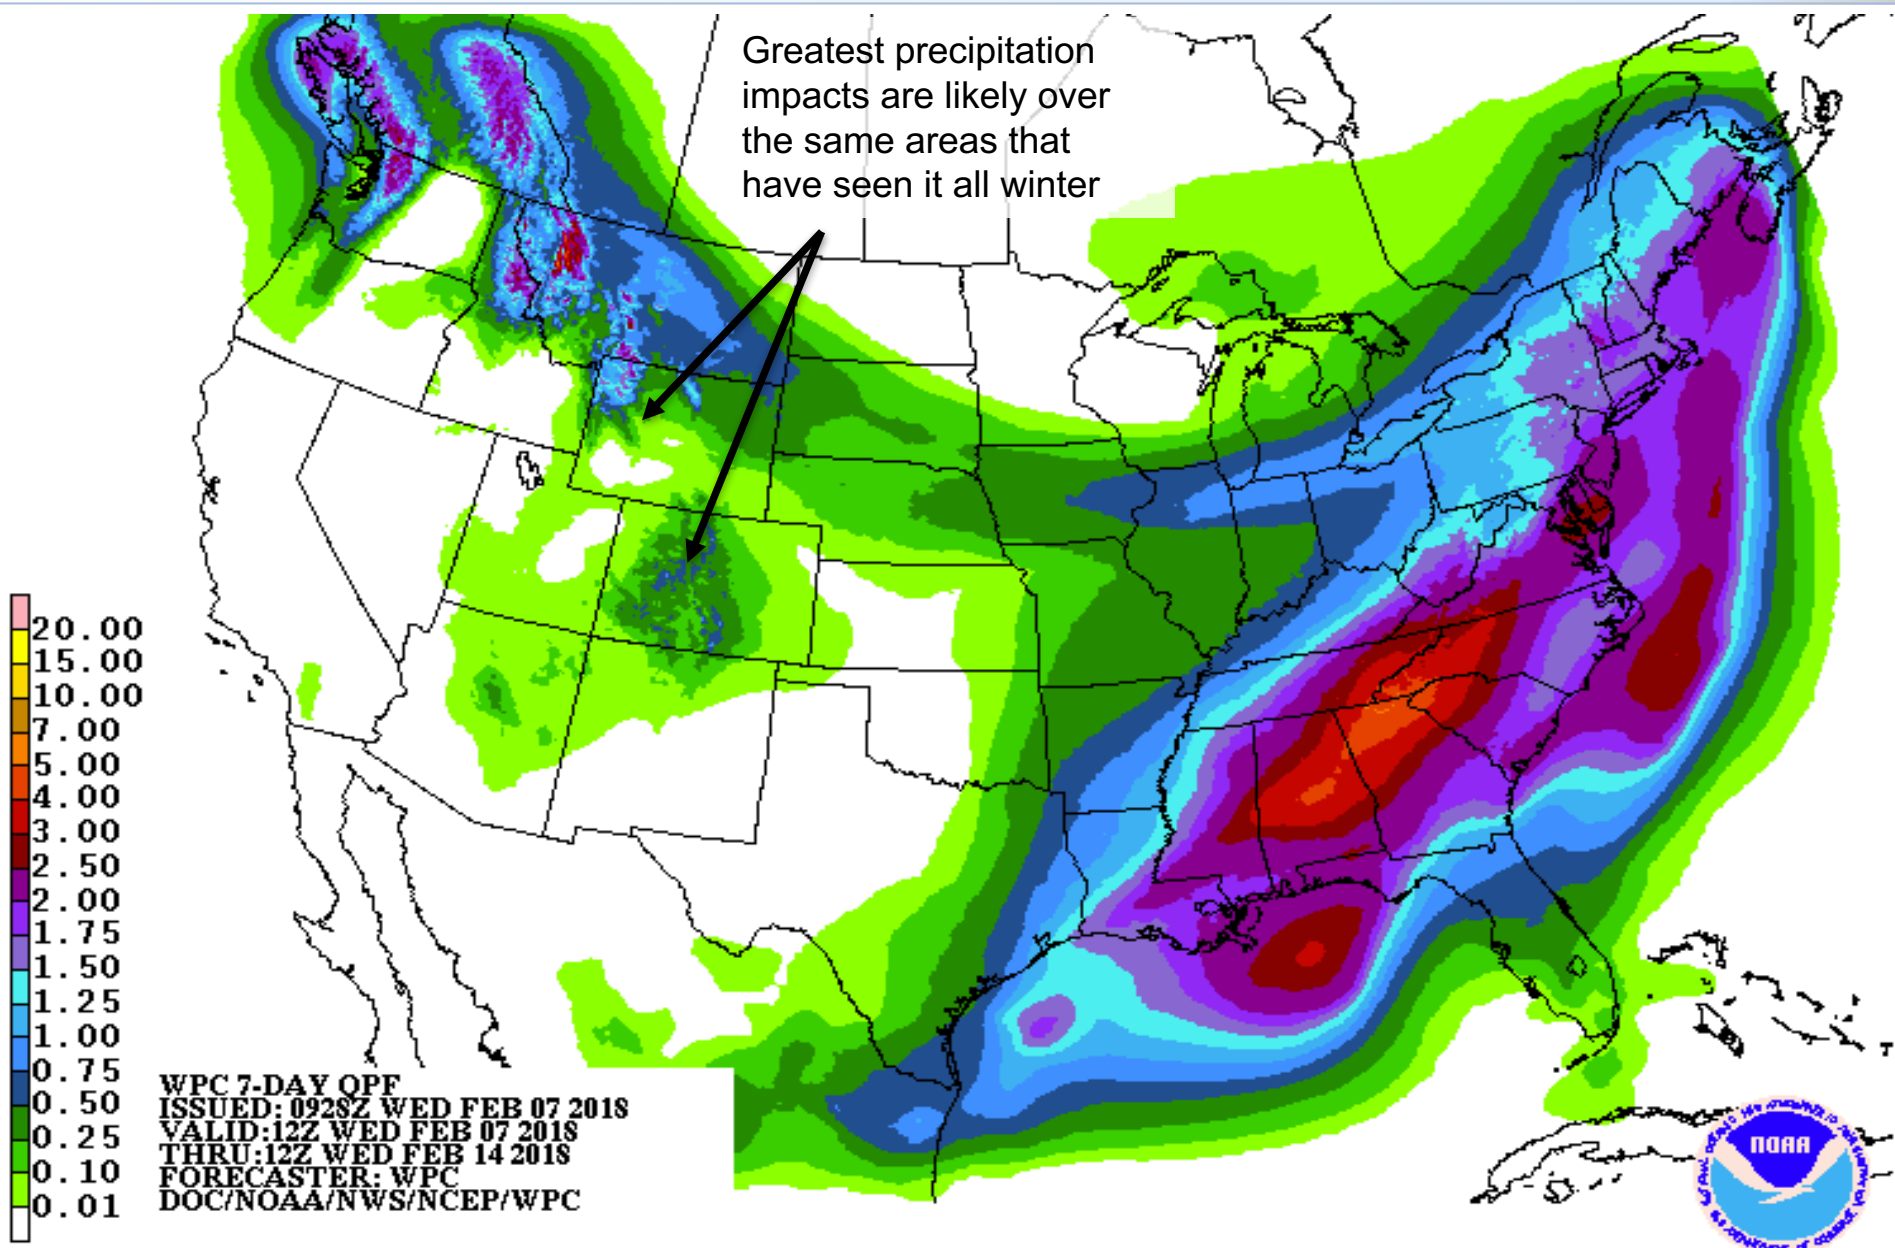 Greatest precipitation
impacts are likely over
the same areas that
have seen it all winter
20.00
15.00
10.00
7.00
5.00
4.00
3.00
2.50
2.00
1.75
1.50
1.25
1.00
0.75
0.50
0.25
0.10
0.01
WPC 7-DAY QPF
ISSUED: 0928Z WED FEB 07 2018
VALID:12Z WED FEB 07 2018
THRU:12Z WED FEB 14 2018
FORECASTER: WPC
DOC/NOAA/NWS/NCEP/WPC
NOAA